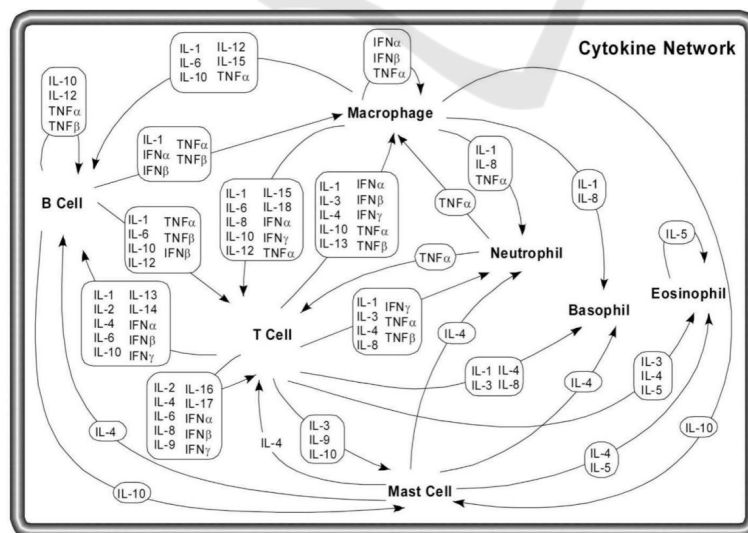 Cytokine Network
IL-1 IL-12
IL-6 IL-15
IL-10 TNFα
IFNα
IFNβ
TNFα
Macrophage
IL-10
IL-12
TNFα
TNFβ
IL-1 TNFα
IFNα TNFβ
IFNβ
B Cell
IL-1 IL-15
IL-6 IL-18
IL-8 IFNα
IL-10 IFNγ
IL-12 TNFα
IL-1 IFNα
IL-3 IFNβ
IL-4 IFNγ
IL-10 TNFα
IL-13 TNFβ
IL-1
IL-8
TNFα
TNFα
IL-1
IL-8
IL-1 TNFα
IL-6 TNFβ
IL-10 IFNβ
IL-12
TNFα
Neutrophil
IL-5
Eosinophil
Basophil
IL-1 IL-13
IL-2 IL-14
IL-4 IFNα
IL-6 IFNβ
IL-10 IFNγ
T Cell
IL-1 IFNγ
IL-3 TNFα
IL-4 TNFβ
IL-8
IL-4
IL-2 IL-16
IL-4 IL-17
IL-6 IFNα
IL-8 IFNβ
IL-9 IFNγ
IL-1 IL-4
IL-3 IL-8
IL-3
IL-4
IL-5
IL-4
IL-4
IL-4
IL-3
IL-9
IL-10
IL-4
IL-5
IL-10
IL-10
Mast Cell